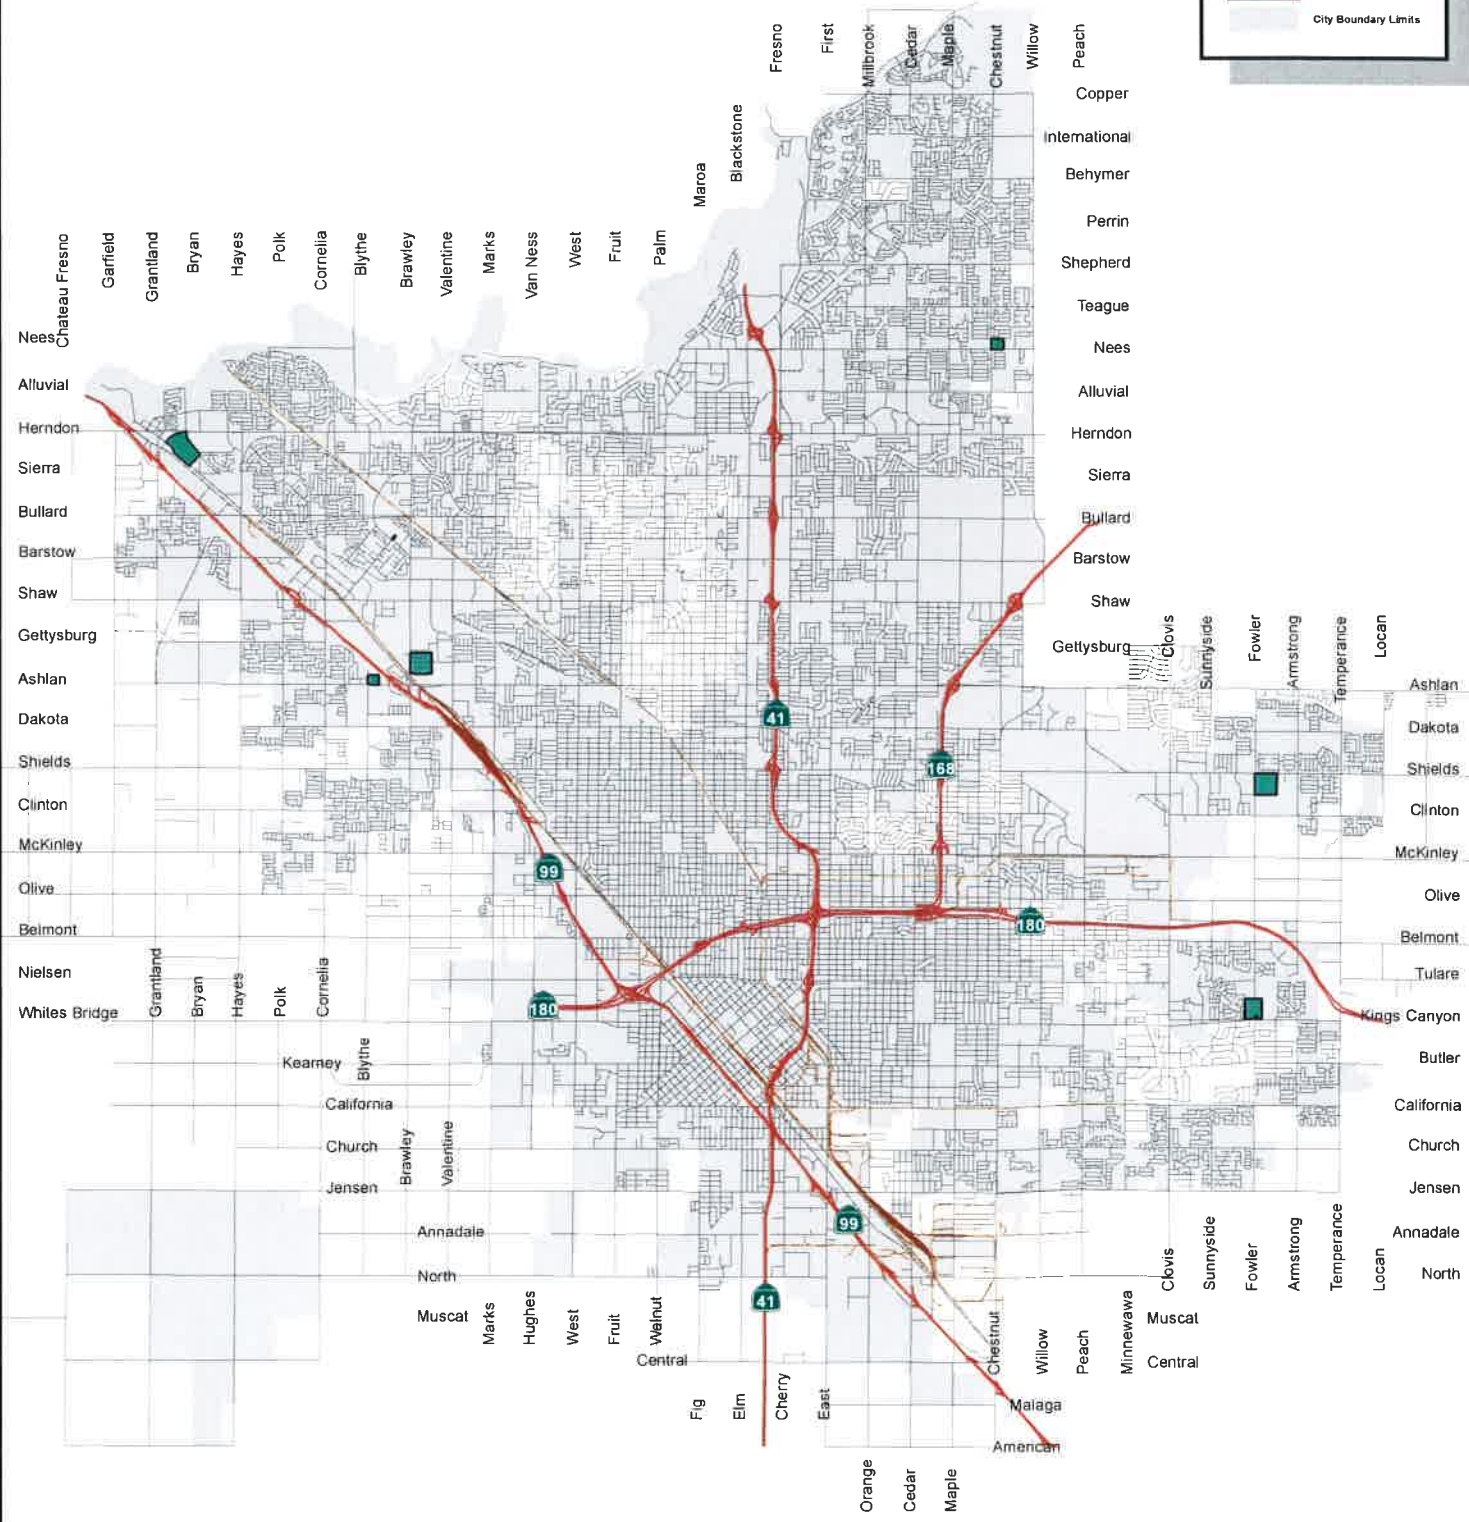 City Boundary Limits
Fresno
First
Millbrook
Cedar
Maple
Chestnut
Willow
Peach
Copper
International
Behymer
Perrin
Shepherd
Teague
Nees
Alluvial
Herndon
Sierra
Bullard
Barstow
Shaw
Gettysburg
Maroa
Blackstone
Chateau Fresno
Garfield
Grantland
Bryan
Hayes
Polk
Cornelia
Blythe
Brawley
Valentine
Marks
Van Ness
West
Fruit
Palm
Nees
Alluvial
Herndon
Sierra
Bullard
Barstow
Shaw
Gettysburg
Ashlan
Dakota
Shields
Clinton
McKinley
Olive
Belmont
Nielsen
Whites Bridge
Clovis
Sunnyside
Fowler
Armstrong
Temperance
Locan
Ashlan
Dakota
Shields
Clinton
McKinley
Olive
Belmont
Tulare
Kings Canyon
Butler
California
Church
Jensen
Annadale
North
41
168
99
180
180
99
41
Grantland
Bryan
Hayes
Polk
Cornelia
Kearney
Blythe
California
Church
Jensen
Brawley
Valentine
Annadale
North
Muscat
Marks
Hughes
West
Fruit
Walnut
Central
Fig
Elm
Cherry
East
Orange
Cedar
Maple
Chestnut
Willow
Peach
Minnewawa
Muscat
Central
Malaga
American
Clovis
Sunnyside
Fowler
Armstrong
Temperance
Locan